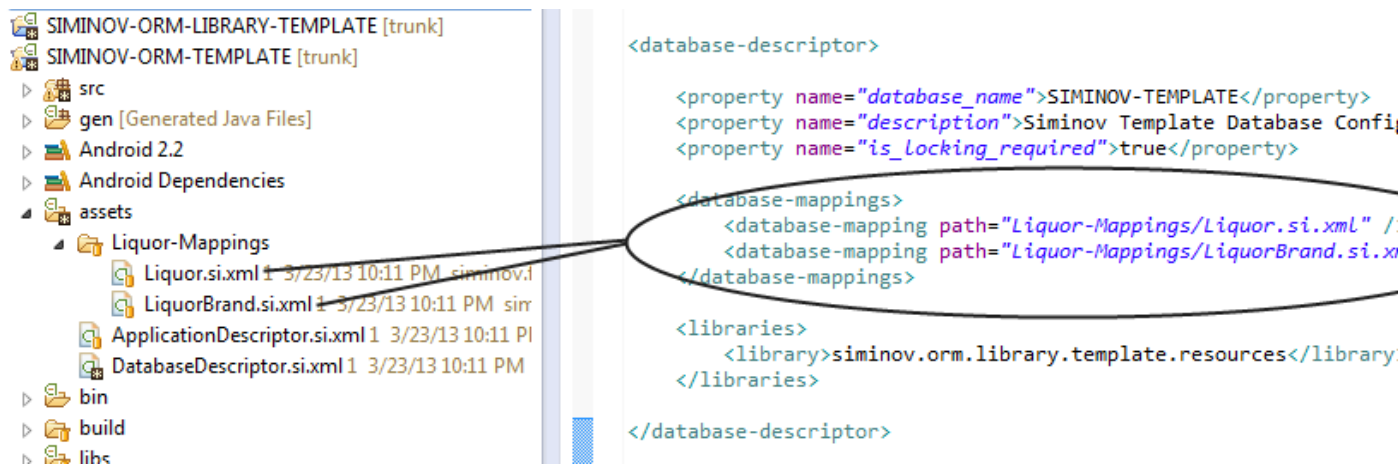 SIMINOV-ORM-LIBRARY-TEMPLATE [trunk]
SIMINOV-ORM-TEMPLATE [trunk]
src
gen [Generated Java Files]
Android 2.2
Android Dependencies
assets
Liquor-Mappings
Liquor.si.xml 1 3/23/13 10:11 PM siminov.
LiquorBrand.si.xml 1 3/23/13 10:11 PM sim
ApplicationDescriptor.si.xml 1 3/23/13 10:11 P
DatabaseDescriptor.si.xml 1 3/23/13 10:11 PM
bin
build
libs
<database-descriptor>
<property name="database_name">SIMINOV-TEMPLATE</property>
<property name="description">Siminov Template Database Config
<property name="is_locking_required">true</property>
<database-mappings>
<database-mapping path="Liquor-Mappings/Liquor.si.xml" /
<database-mapping path="Liquor-Mappings/LiquorBrand.si.xm
</database-mappings>
<libraries>
<library>siminov.orm.library.template.resources</library
</libraries>
</database-descriptor>